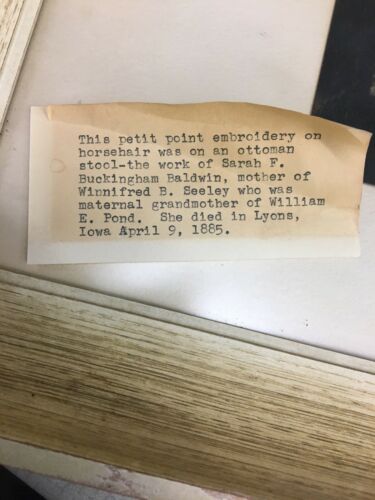 This petit point embroidery on
horsehair was on an ottoman
stool-the work of Sarah F.
Buckingham Baldwin, mother of
Winnifred B. Seeley who was
maternal grandmother of William
E. Pond.  She died in Lyons,
Iowa April 9, 1885.